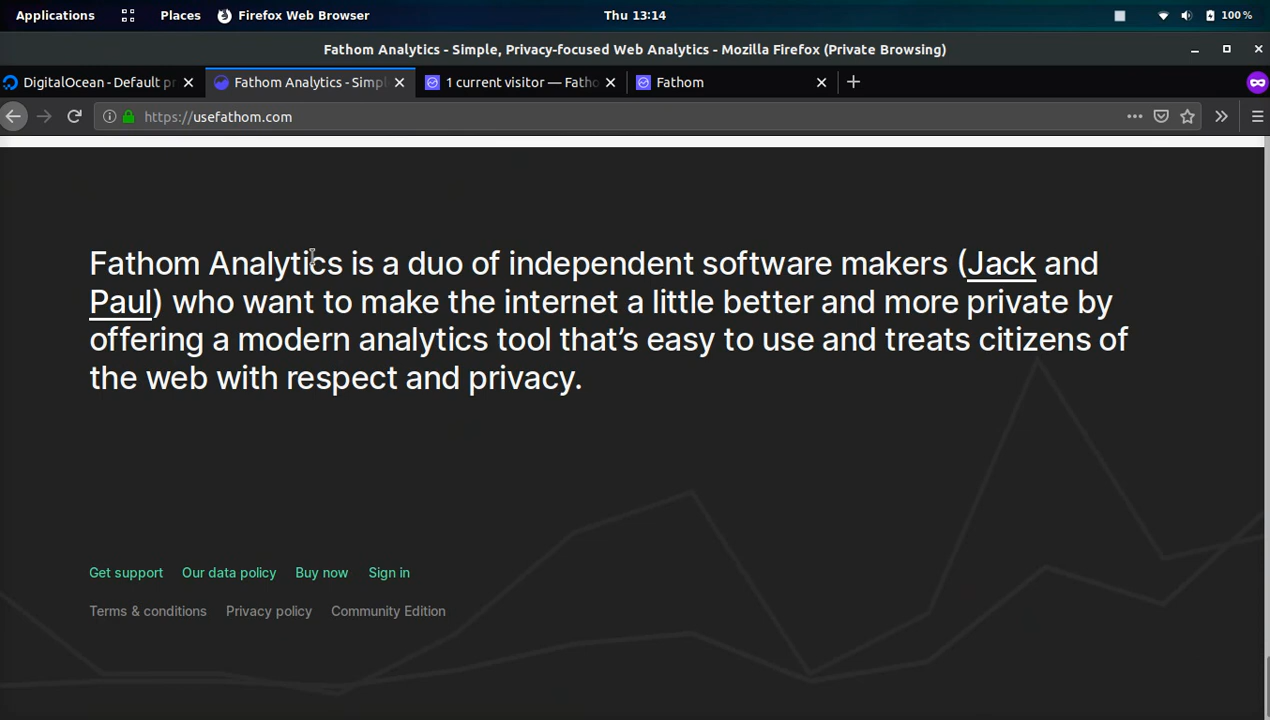 Applications Places Firefox Web Browser Thu 13:14 100 %
Fathom Analytics - Simple, Privacy-focused Web Analytics - Mozilla Firefox (Private Browsing)
DigitalOcean - Default pr Fathom Analytics - Simpl 1 current visitor — Fatho Fathom
https://usefathom.com
Fathom Analytics is a duo of independent software makers (Jack and
Paul) who want to make the internet a little better and more private by
offering a modern analytics tool that’s easy to use and treats citizens of
the web with respect and privacy.
Get support Our data policy Buy now Sign in
Terms & conditions Privacy policy Community Edition